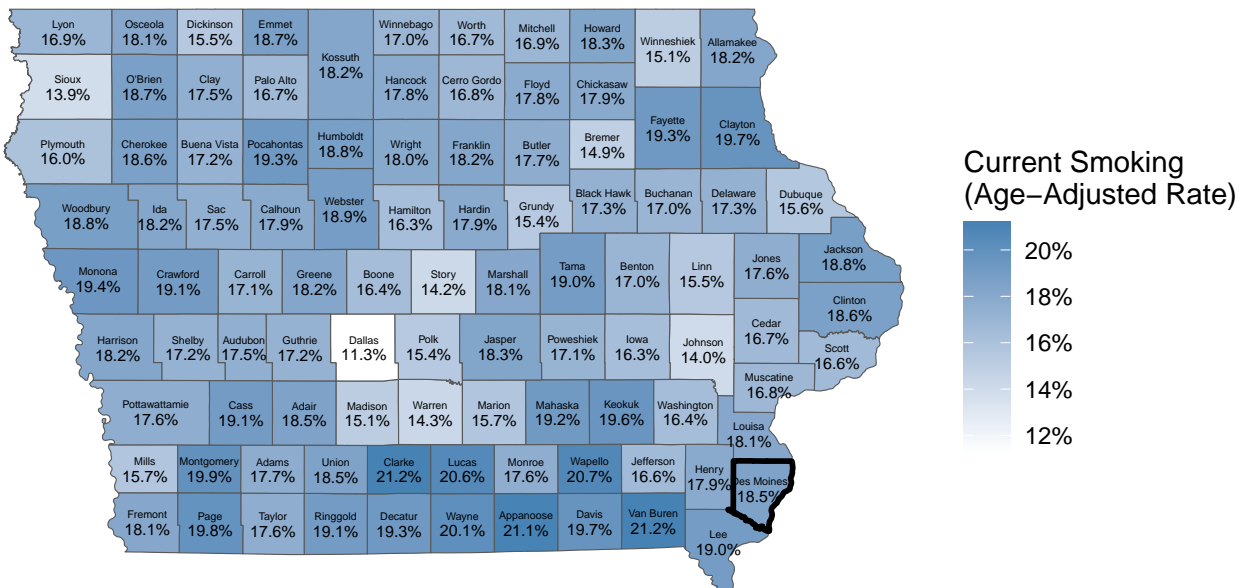 Lyon
16.9%
Osceola
18.1%
Dickinson
15.5%
Emmet
18.7%
Kossuth
18.2%
Winnebago
17.0%
Worth
16.7%
Mitchell
16.9%
Howard
18.3%
Winneshiek
15.1%
Allamakee
18.2%
Sioux
13.9%
O'Brien
18.7%
Clay
17.5%
Palo Alto
16.7%
Hancock
17.8%
Cerro Gordo
16.8%
Floyd
17.8%
Chickasaw
17.9%
Fayette
19.3%
Clayton
19.7%
Plymouth
16.0%
Cherokee
18.6%
Buena Vista
17.2%
Pocahontas
19.3%
Humboldt
18.8%
Wright
18.0%
Franklin
18.2%
Butler
17.7%
Bremer
14.9%
Woodbury
18.8%
Ida
18.2%
Sac
17.5%
Calhoun
17.9%
Webster
18.9%
Hamilton
16.3%
Hardin
17.9%
Grundy
15.4%
Black Hawk
17.3%
Buchanan
17.0%
Delaware
17.3%
Dubuque
15.6%
Monona
19.4%
Crawford
19.1%
Carroll
17.1%
Greene
18.2%
Boone
16.4%
Story
14.2%
Marshall
18.1%
Tama
19.0%
Benton
17.0%
Linn
15.5%
Jones
17.6%
Jackson
18.8%
Clinton
18.6%
Harrison
18.2%
Shelby
17.2%
Audubon
17.5%
Guthrie
17.2%
Dallas
11.3%
Polk
15.4%
Jasper
18.3%
Poweshiek
17.1%
Iowa
16.3%
Johnson
14.0%
Cedar
16.7%
Scott
16.6%
Muscatine
16.8%
Pottawattamie
17.6%
Cass
19.1%
Adair
18.5%
Madison
15.1%
Warren
14.3%
Marion
15.7%
Mahaska
19.2%
Keokuk
19.6%
Washington
16.4%
Louisa
18.1%
Mills
15.7%
Montgomery
19.9%
Adams
17.7%
Union
18.5%
Clarke
21.2%
Lucas
20.6%
Monroe
17.6%
Wapello
20.7%
Jefferson
16.6%
Henry
17.9%
Des Moines
18.5%
Fremont
18.1%
Page
19.8%
Taylor
17.6%
Ringgold
19.1%
Decatur
19.3%
Wayne
20.1%
Appanoose
21.1%
Davis
19.7%
Van Buren
21.2%
Lee
19.0%
Current Smoking
(Age−Adjusted Rate)
20%
18%
16%
14%
12%